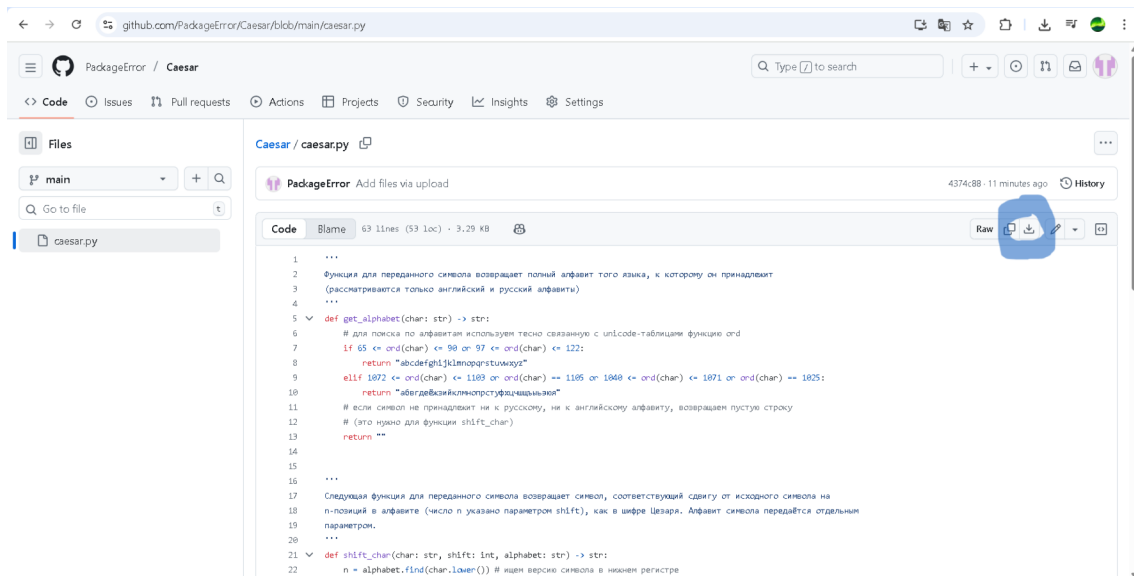 github.com/PackageError/Caesar/blob/main/caesar.py
PackageError / Caesar
Type / to search
Code Issues Pull requests Actions Projects Security Insights Settings
Files
Caesar / caesar.py
main
PackageError Add files via upload
4374c88 · 11 minutes ago History
Go to file t
Code Blame 63 lines (53 loc) · 3.29 KB
Raw
caesar.py
1 '''
2 Функция для переданного символа возвращает полный алфавит того языка, к которому он принадлежит
3 (рассматриваются только английский и русский алфавиты)
4 '''
5 def get_alphabet(char: str) -> str:
6 # для поиска по алфавитам используем тесно связанную с unicode-таблицами функцию ord
7 if 65 <= ord(char) <= 90 or 97 <= ord(char) <= 122:
8 return "abcdefghijklmnopqrstuvwxyz"
9 elif 1072 <= ord(char) <= 1103 or ord(char) == 1105 or 1040 <= ord(char) <= 1071 or ord(char) == 1025:
10 return "абвгдеёжзийклмнопрстуфхцчшщъыьэюя"
11 # если символ не принадлежит ни к русскому, ни к английскому алфавиту, возвращаем пустую строку
12 # (это нужно для функции shift_char)
13 return ""
14
15
16 '''
17 Следующая функция для переданного символа возвращает символ, соответствующий сдвигу от исходного символа на
18 n-позиций в алфавите (число n указано параметром shift), как в шифре Цезаря. Алфавит символа передаётся отдельным
19 параметром.
20 '''
21 def shift_char(char: str, shift: int, alphabet: str) -> str:
22 n = alphabet.find(char.lower()) # ищем версию символа в нижнем регистре